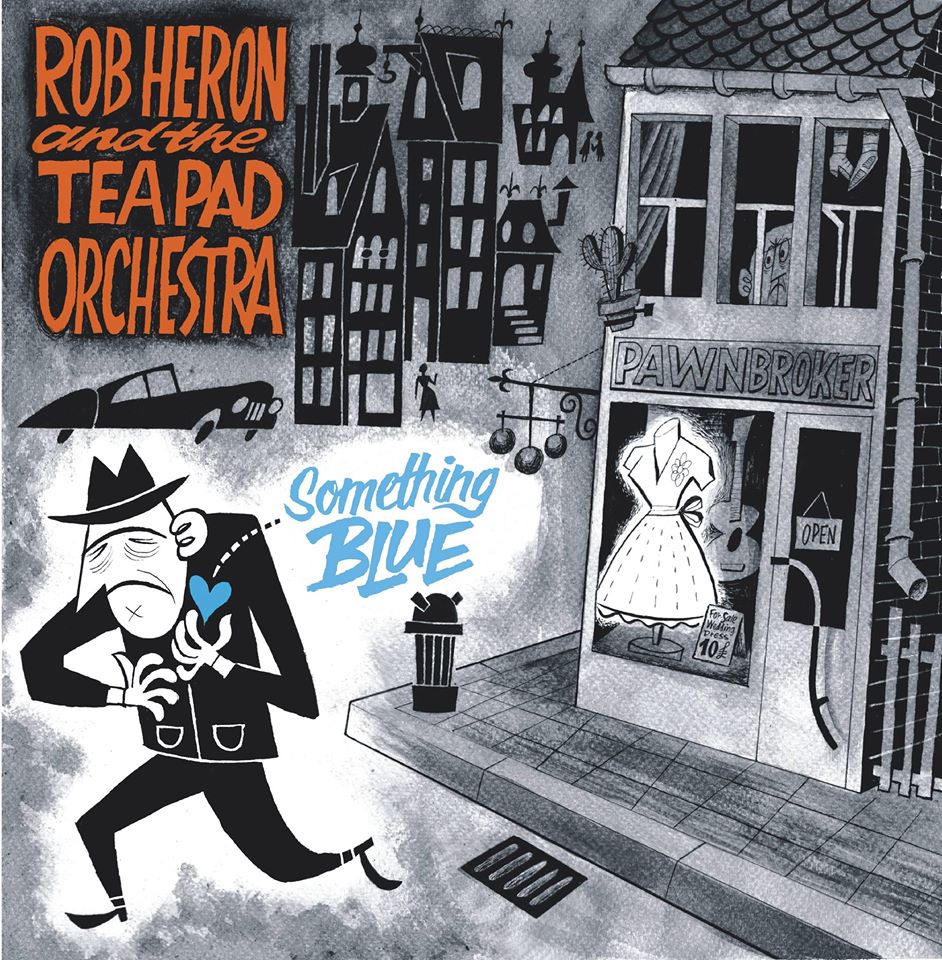 ROB HERON
and the
TEA PAD
ORCHESTRA
Something
BLUE
PAWNBROKER
OPEN
For Sale
Wedding
Dress
10£